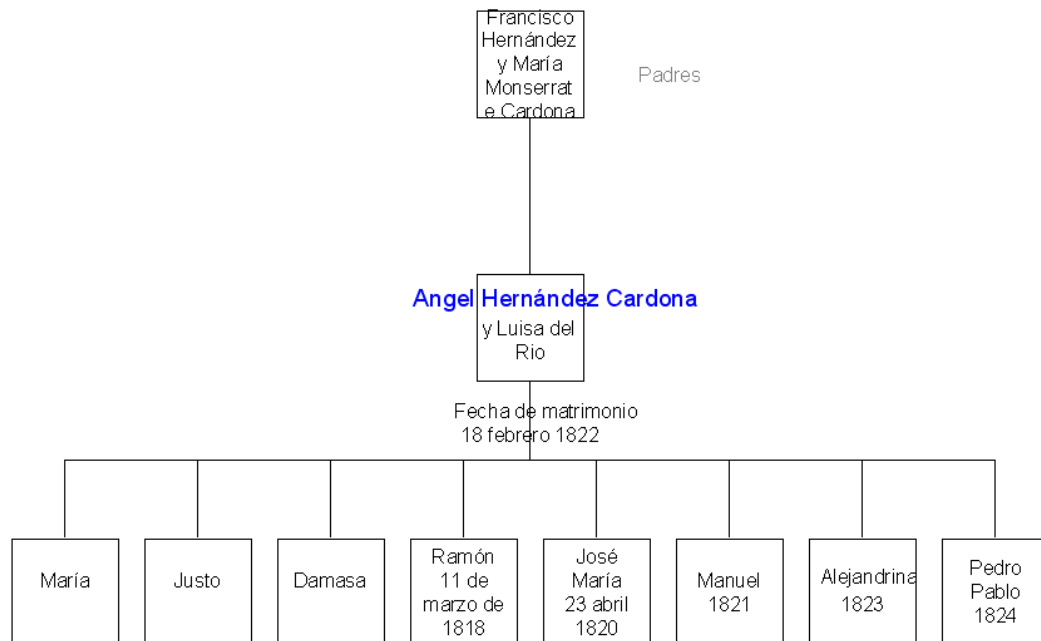 Francisco
Hernández
y María
Monserrat
e Cardona
Padres
Angel Hernández Cardona
y Luisa del
Rio
Fecha de matrimonio
18 febrero 1822
María
Justo
Damasa
Ramón
11 de
marzo de
1818
José
María
23 abril
1820
Manuel
1821
Alejandrina
1823
Pedro
Pablo
1824